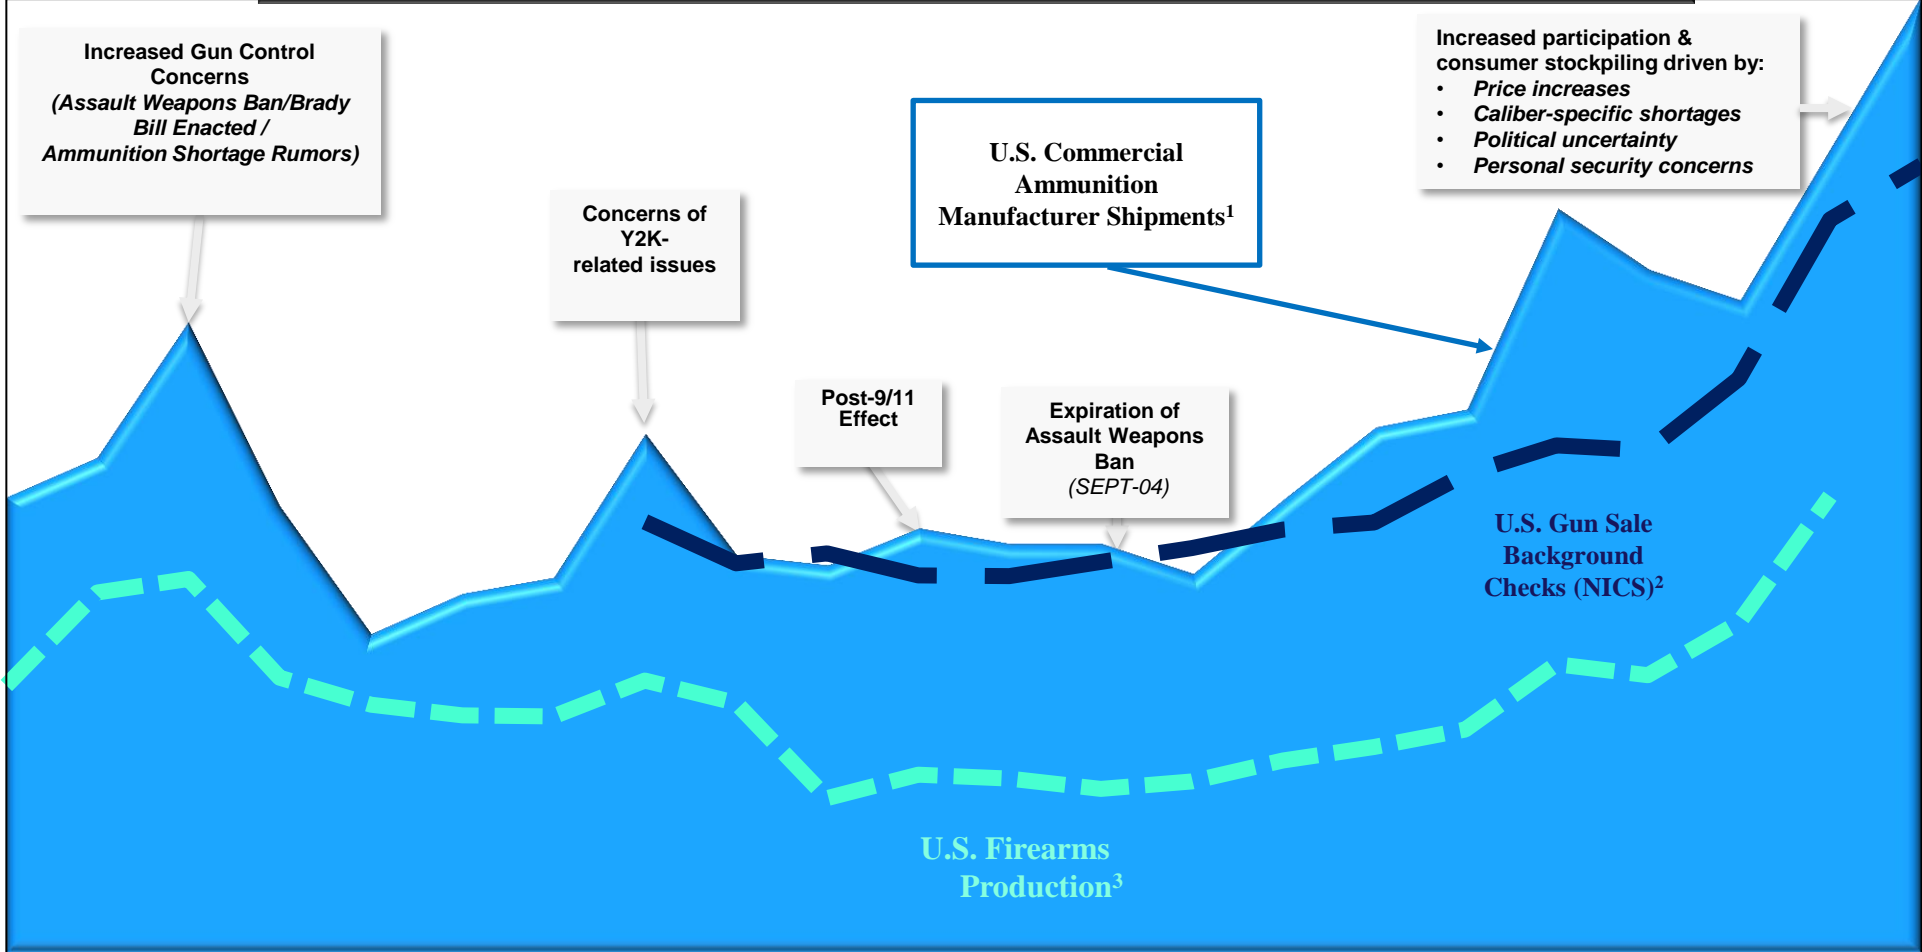 Increased Gun Control
Concerns
(Assault Weapons Ban/Brady
Bill Enacted /
Ammunition Shortage Rumors)
Concerns of
Y2K-
related issues
Post-9/11
Effect
U.S. Commercial
Ammunition
Manufacturer Shipments¹
Expiration of
Assault Weapons
Ban
(SEPT-04)
Increased participation &
consumer stockpiling driven by:
• Price increases
• Caliber-specific shortages
• Political uncertainty
• Personal security concerns
U.S. Gun Sale
Background
Checks (NICS)²
U.S. Firearms
Production³